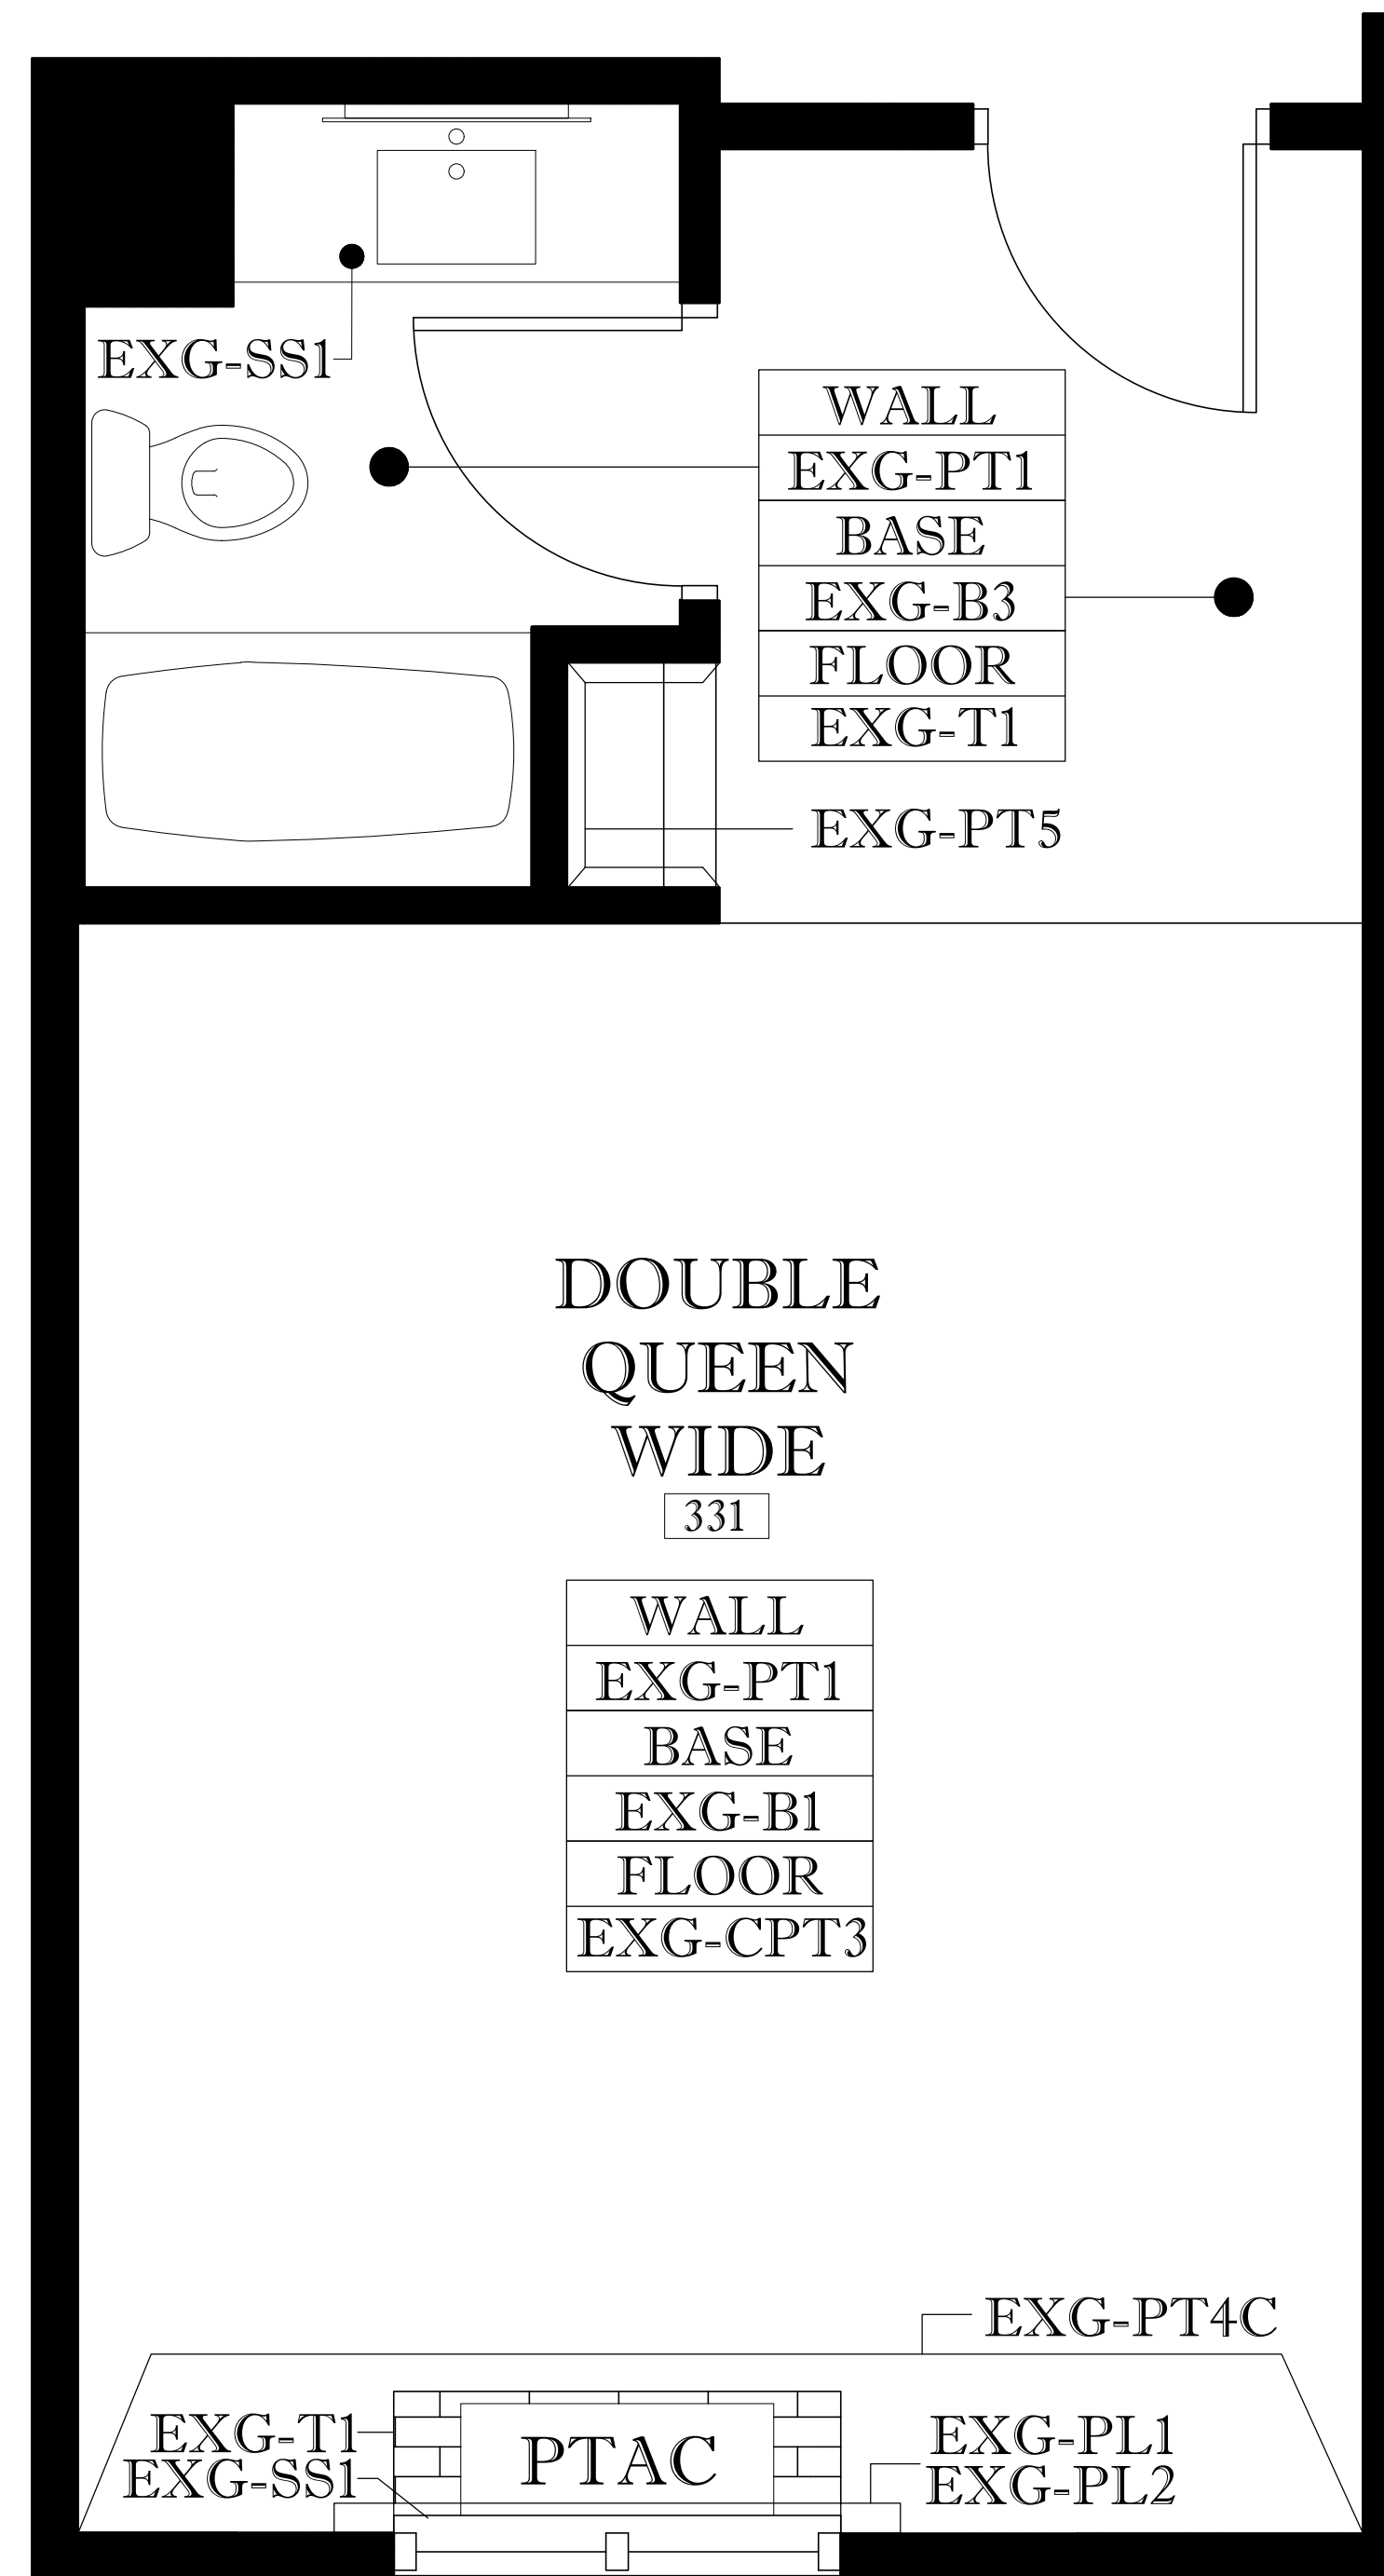 EXG-SS1
WALL
EXG-PT1
BASE
EXG-B3
FLOOR
EXG-T1
EXG-PT5
DOUBLE
QUEEN
WIDE
331
WALL
EXG-PT1
BASE
EXG-B1
FLOOR
EXG-CPT3
EXG-PT4C
EXG-T1
EXG-SS1
PTAC
EXG-PL1
EXG-PL2